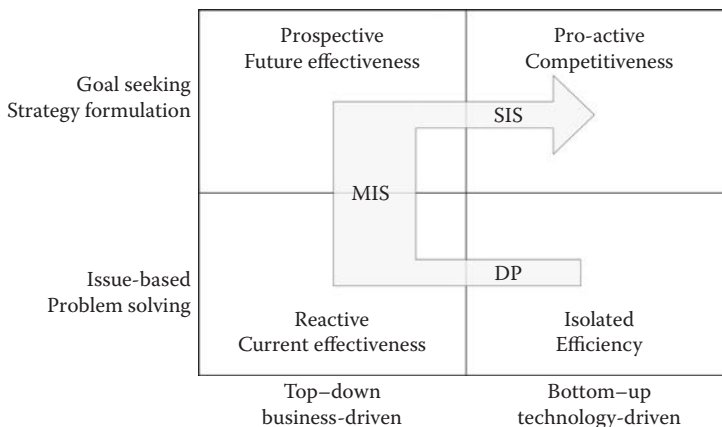 Prospective
Future effectiveness
Pro-active
Competitiveness
Goal seeking
Strategy formulation
SIS
MIS
DP
Issue-based
Problem solving
Reactive
Current effectiveness
Isolated
Efficiency
Top–down
business-driven
Bottom–up
technology-driven